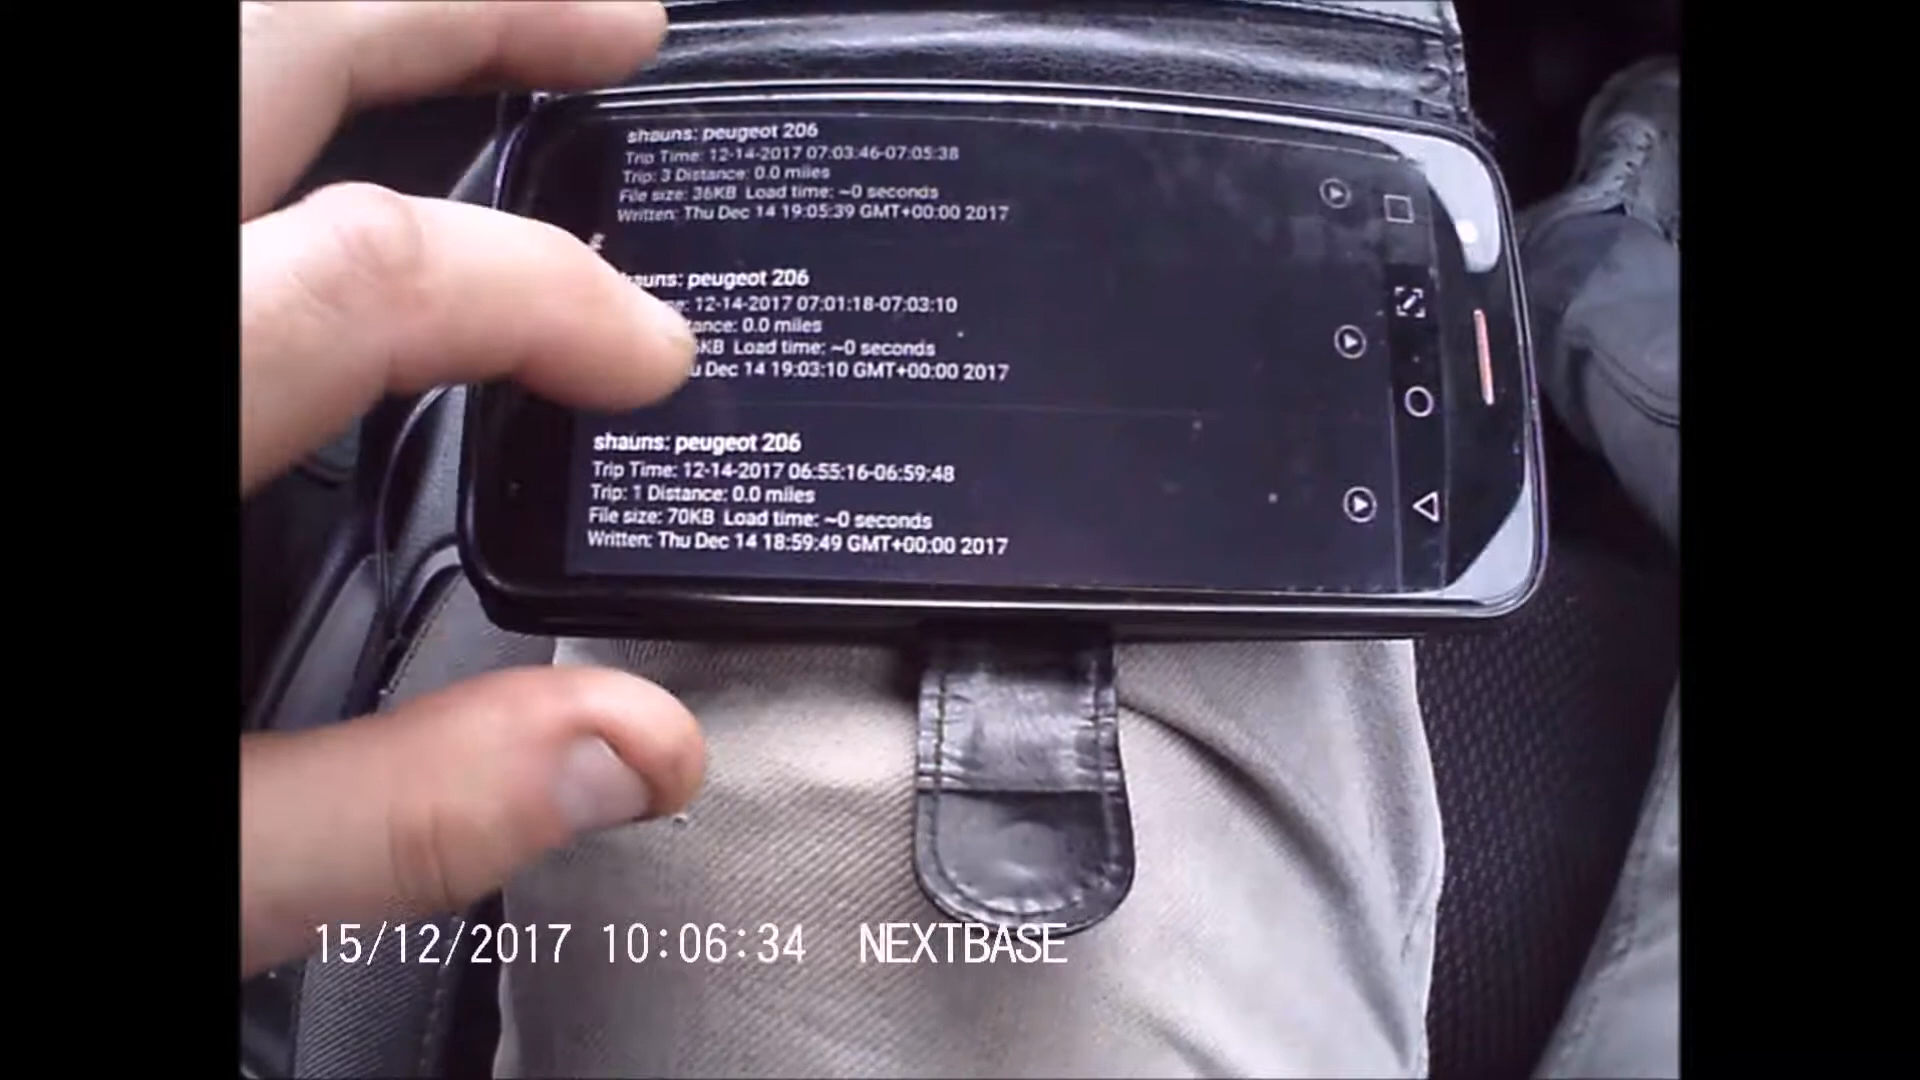 shauns: peugeot 206
Trip Time: 12-14-2017 07:03:46-07:05:38
Trip: 3 Distance: 0.0 miles
File size: 36KB Load time: ~0 seconds
Written: Thu Dec 14 19:05:39 GMT+00:00 2017
peugeot 206
12-14-2017 07:01:18-07:03:10
0.0 miles
Load time: ~0 seconds
Dec 14 19:03:10 GMT+00:00 2017
shauns: peugeot 206
Trip Time: 12-14-2017 06:55:16-06:59:48
Trip: 1 Distance: 0.0 miles
File size: 70KB Load time: ~0 seconds
Written: Thu Dec 14 18:59:49 GMT+00:00 2017
15/12/2017 10:06:34 NEXTBASE